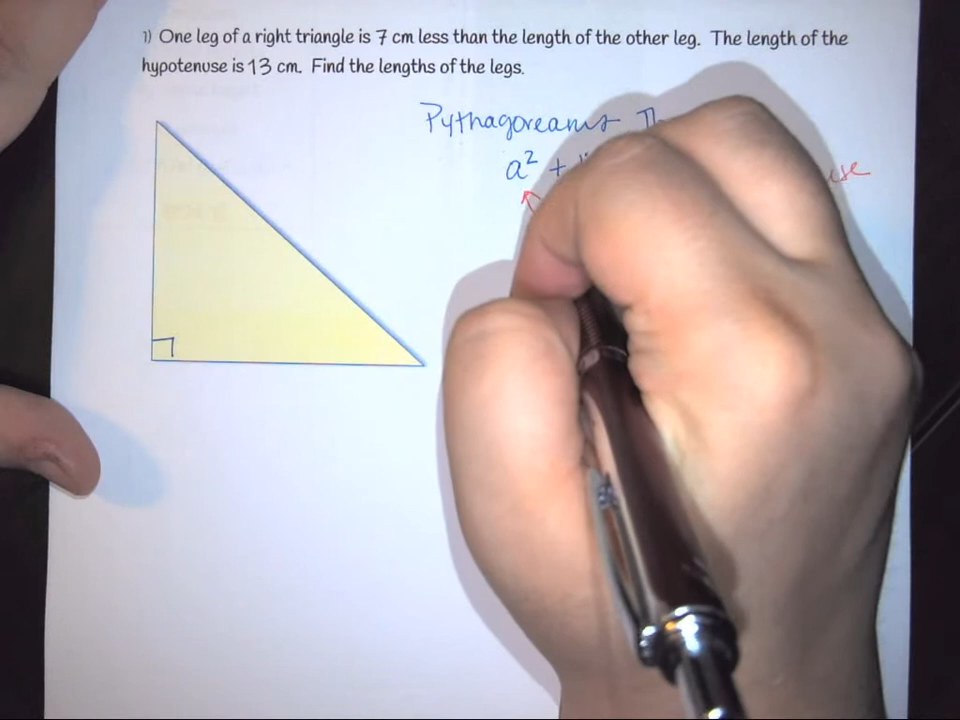 1) One leg of a right triangle is 7 cm less than the length of the other leg. The length of the
hypotenuse is 13 cm. Find the lengths of the legs.
Pythagoreams
a² +